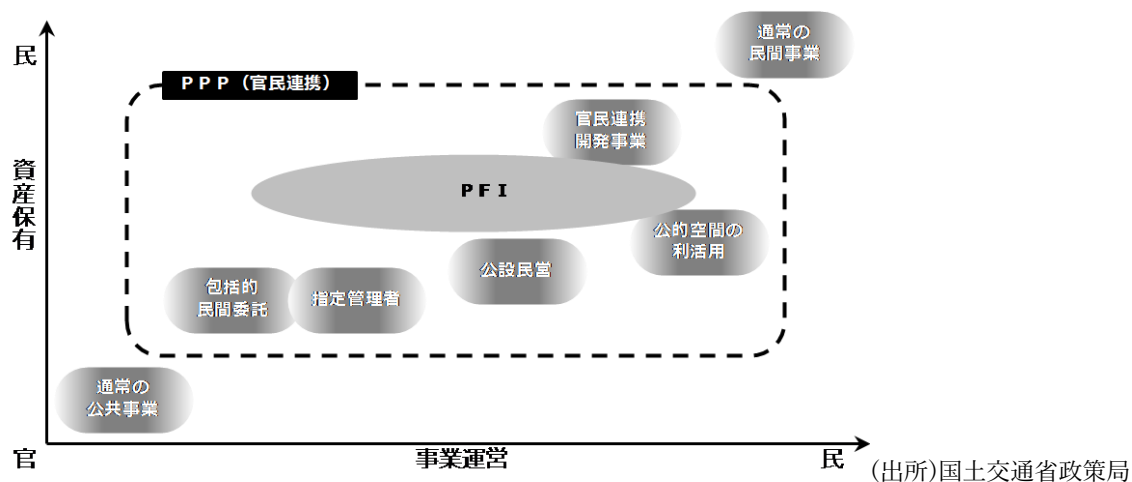 通常の
民間事業
民
ＰＰＰ（官民連携）
官民連携
開発事業
資産保有
ＰＦＩ
公的空間の
利活用
公設民営
包括的
民間委託
指定管理者
通常の
公共事業
官
事業運営
民
(出所)国土交通省政策局